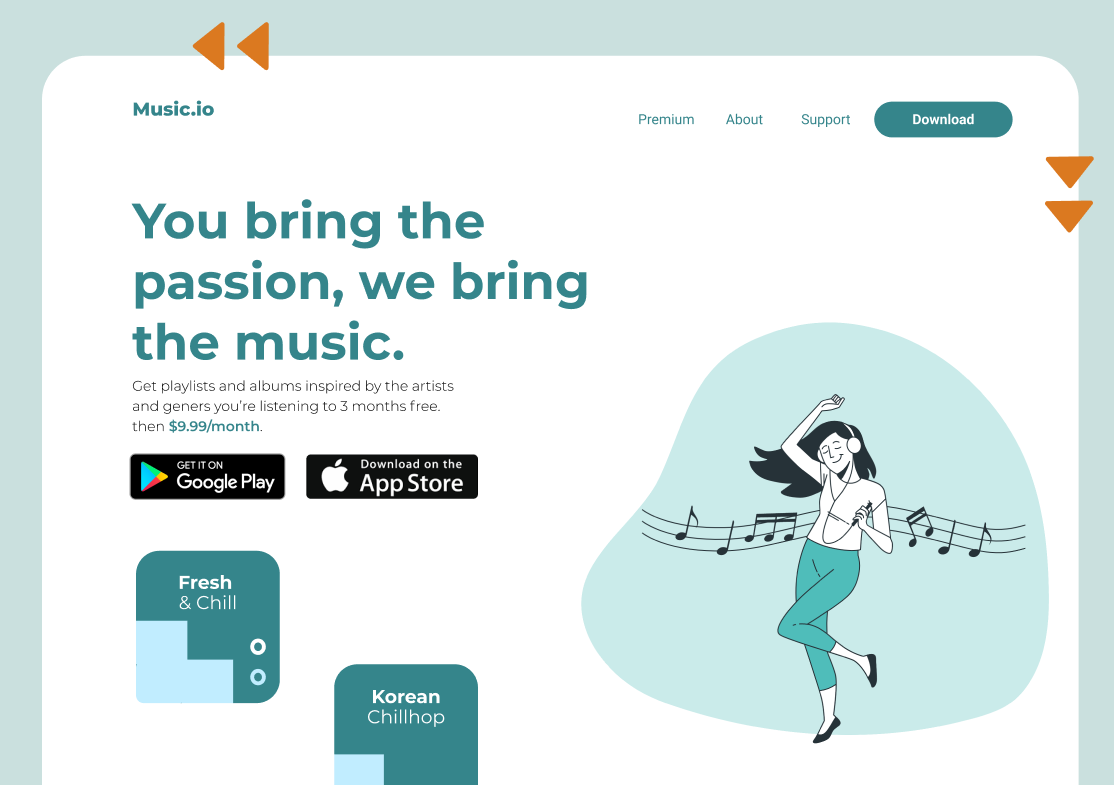 Music.io
Premium
About
Support
Download
You bring the
passion, we bring
the music.
Get playlists and albums inspired by the artists
and geners you’re listening to 3 months free.
then $9.99/month.
GET IT ON
Google Play
Download on the
App Store
Fresh
& Chill
Korean
Chillhop